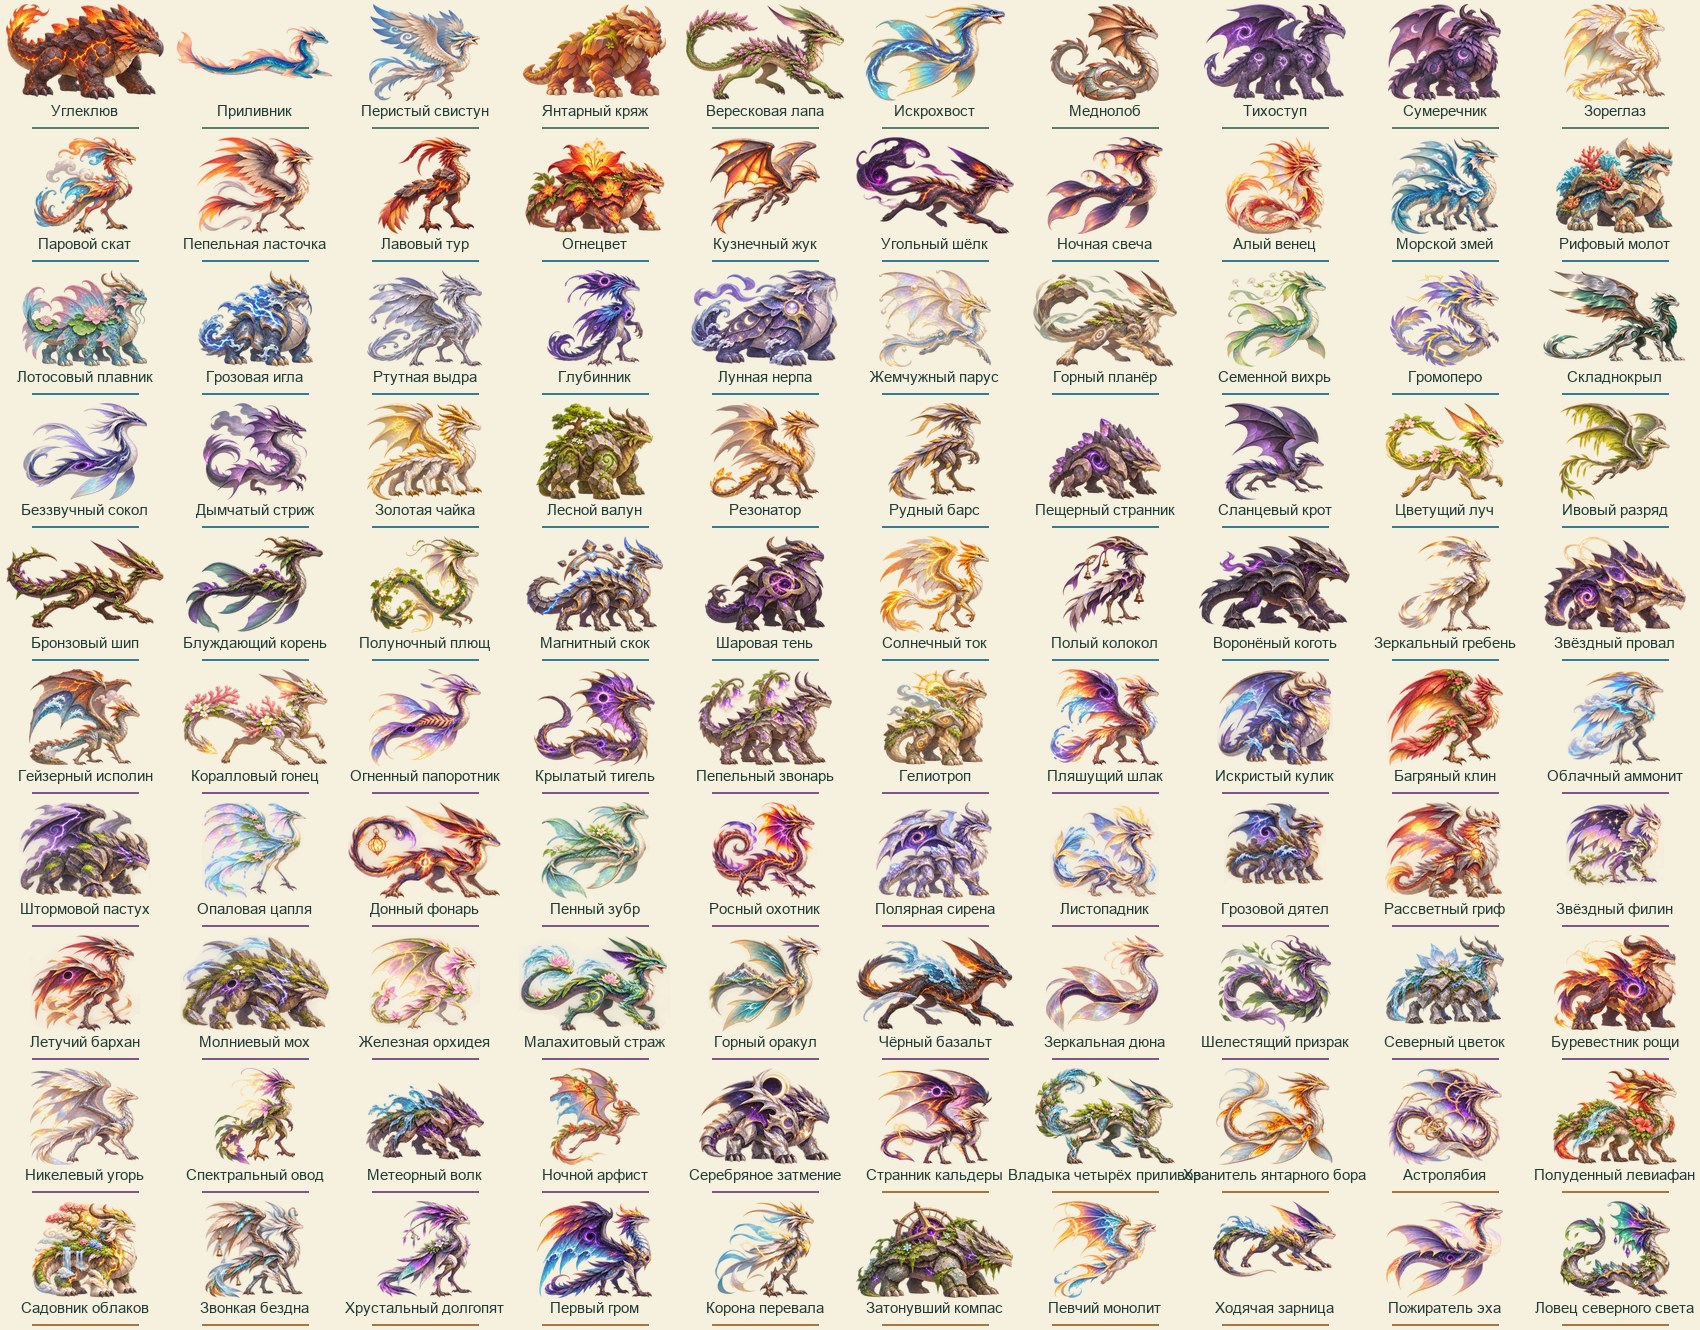 Углеклюв
Приливник
Перистый свистун
Янтарный кряж
Вересковая лапа
Искрохвост
Меднолоб
Тихоступ
Сумеречник
Зореглаз
Паровой скат
Пепельная ласточка
Лавовый тур
Огнецвет
Кузнечный жук
Угольный шёлк
Ночная свеча
Алый венец
Морской змей
Рифовый молот
Лотосовый плавник
Грозовая игла
Ртутная выдра
Глубинник
Лунная нерпа
Жемчужный парус
Горный планёр
Семенной вихрь
Громоперо
Складнокрыл
Беззвучный сокол
Дымчатый стриж
Золотая чайка
Лесной валун
Резонатор
Рудный барс
Пещерный странник
Сланцевый крот
Цветущий луч
Ивовый разряд
Бронзовый шип
Блуждающий корень
Полуночный плющ
Магнитный скок
Шаровая тень
Солнечный ток
Полый колокол
Воронёный коготь
Зеркальный гребень
Звёздный провал
Гейзерный исполин
Коралловый гонец
Огненный папоротник
Крылатый тигель
Пепельный звонарь
Гелиотроп
Пляшущий шлак
Искристый кулик
Багряный клин
Облачный аммонит
Штормовой пастух
Опаловая цапля
Донный фонарь
Пенный зубр
Росный охотник
Полярная сирена
Листопадник
Грозовой дятел
Рассветный гриф
Звёздный филин
Летучий бархан
Молниевый мох
Железная орхидея
Малахитовый страж
Горный оракул
Чёрный базальт
Зеркальная дюна
Шелестящий призрак
Северный цветок
Буревестник рощи
Никелевый угорь
Спектральный овод
Метеорный волк
Ночной арфист
Серебряное затмение
Странник кальдеры
Владыка четырёх приливов
Хранитель янтарного бора
Астролябия
Полуденный левиафан
Садовник облаков
Звонкая бездна
Хрустальный долгопят
Первый гром
Корона перевала
Затонувший компас
Певчий монолит
Ходячая зарница
Пожиратель эха
Ловец северного света